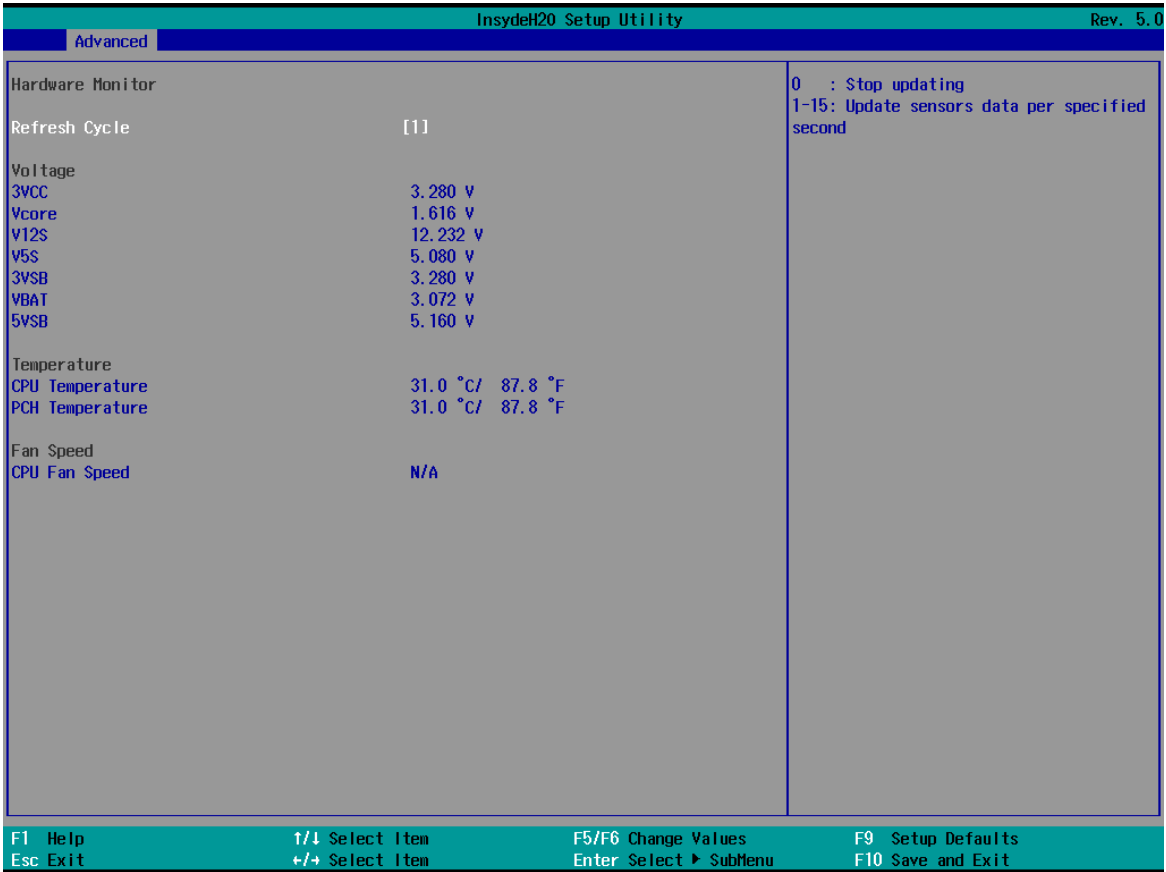 InsydeH20 Setup Utility Rev. 5.0
Advanced
Hardware Monitor
Refresh Cycle [1]
Voltage
3VCC 3.280 V
Vcore 1.616 V
V12S 12.232 V
V5S 5.080 V
3VSB 3.280 V
VBAT 3.072 V
5VSB 5.160 V
Temperature
CPU Temperature 31.0 °C/ 87.8 °F
PCH Temperature 31.0 °C/ 87.8 °F
Fan Speed
CPU Fan Speed N/A
0 : Stop updating
1-15: Update sensors data per specified
second
F1 Help ↑/↓ Select Item F5/F6 Change Values F9 Setup Defaults
Esc Exit ←/→ Select Item Enter Select ▶ SubMenu F10 Save and Exit